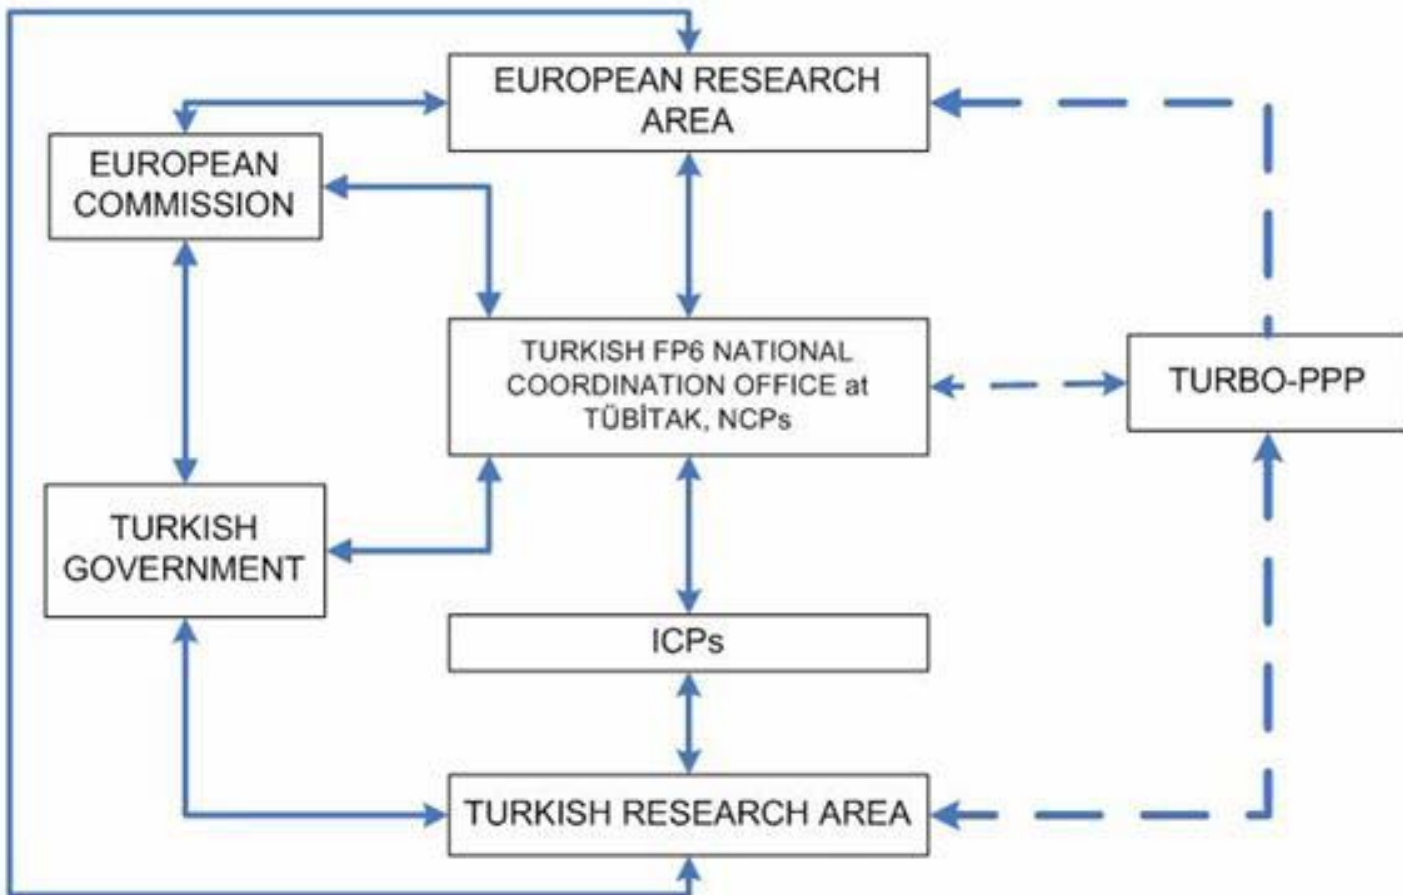 EUROPEAN RESEARCH
AREA
EUROPEAN
COMMISSION
TURKISH FP6 NATIONAL
COORDINATION OFFICE at
TÜBİTAK, NCPs
TURBO-PPP
TURKISH
GOVERNMENT
ICPs
TURKISH RESEARCH AREA